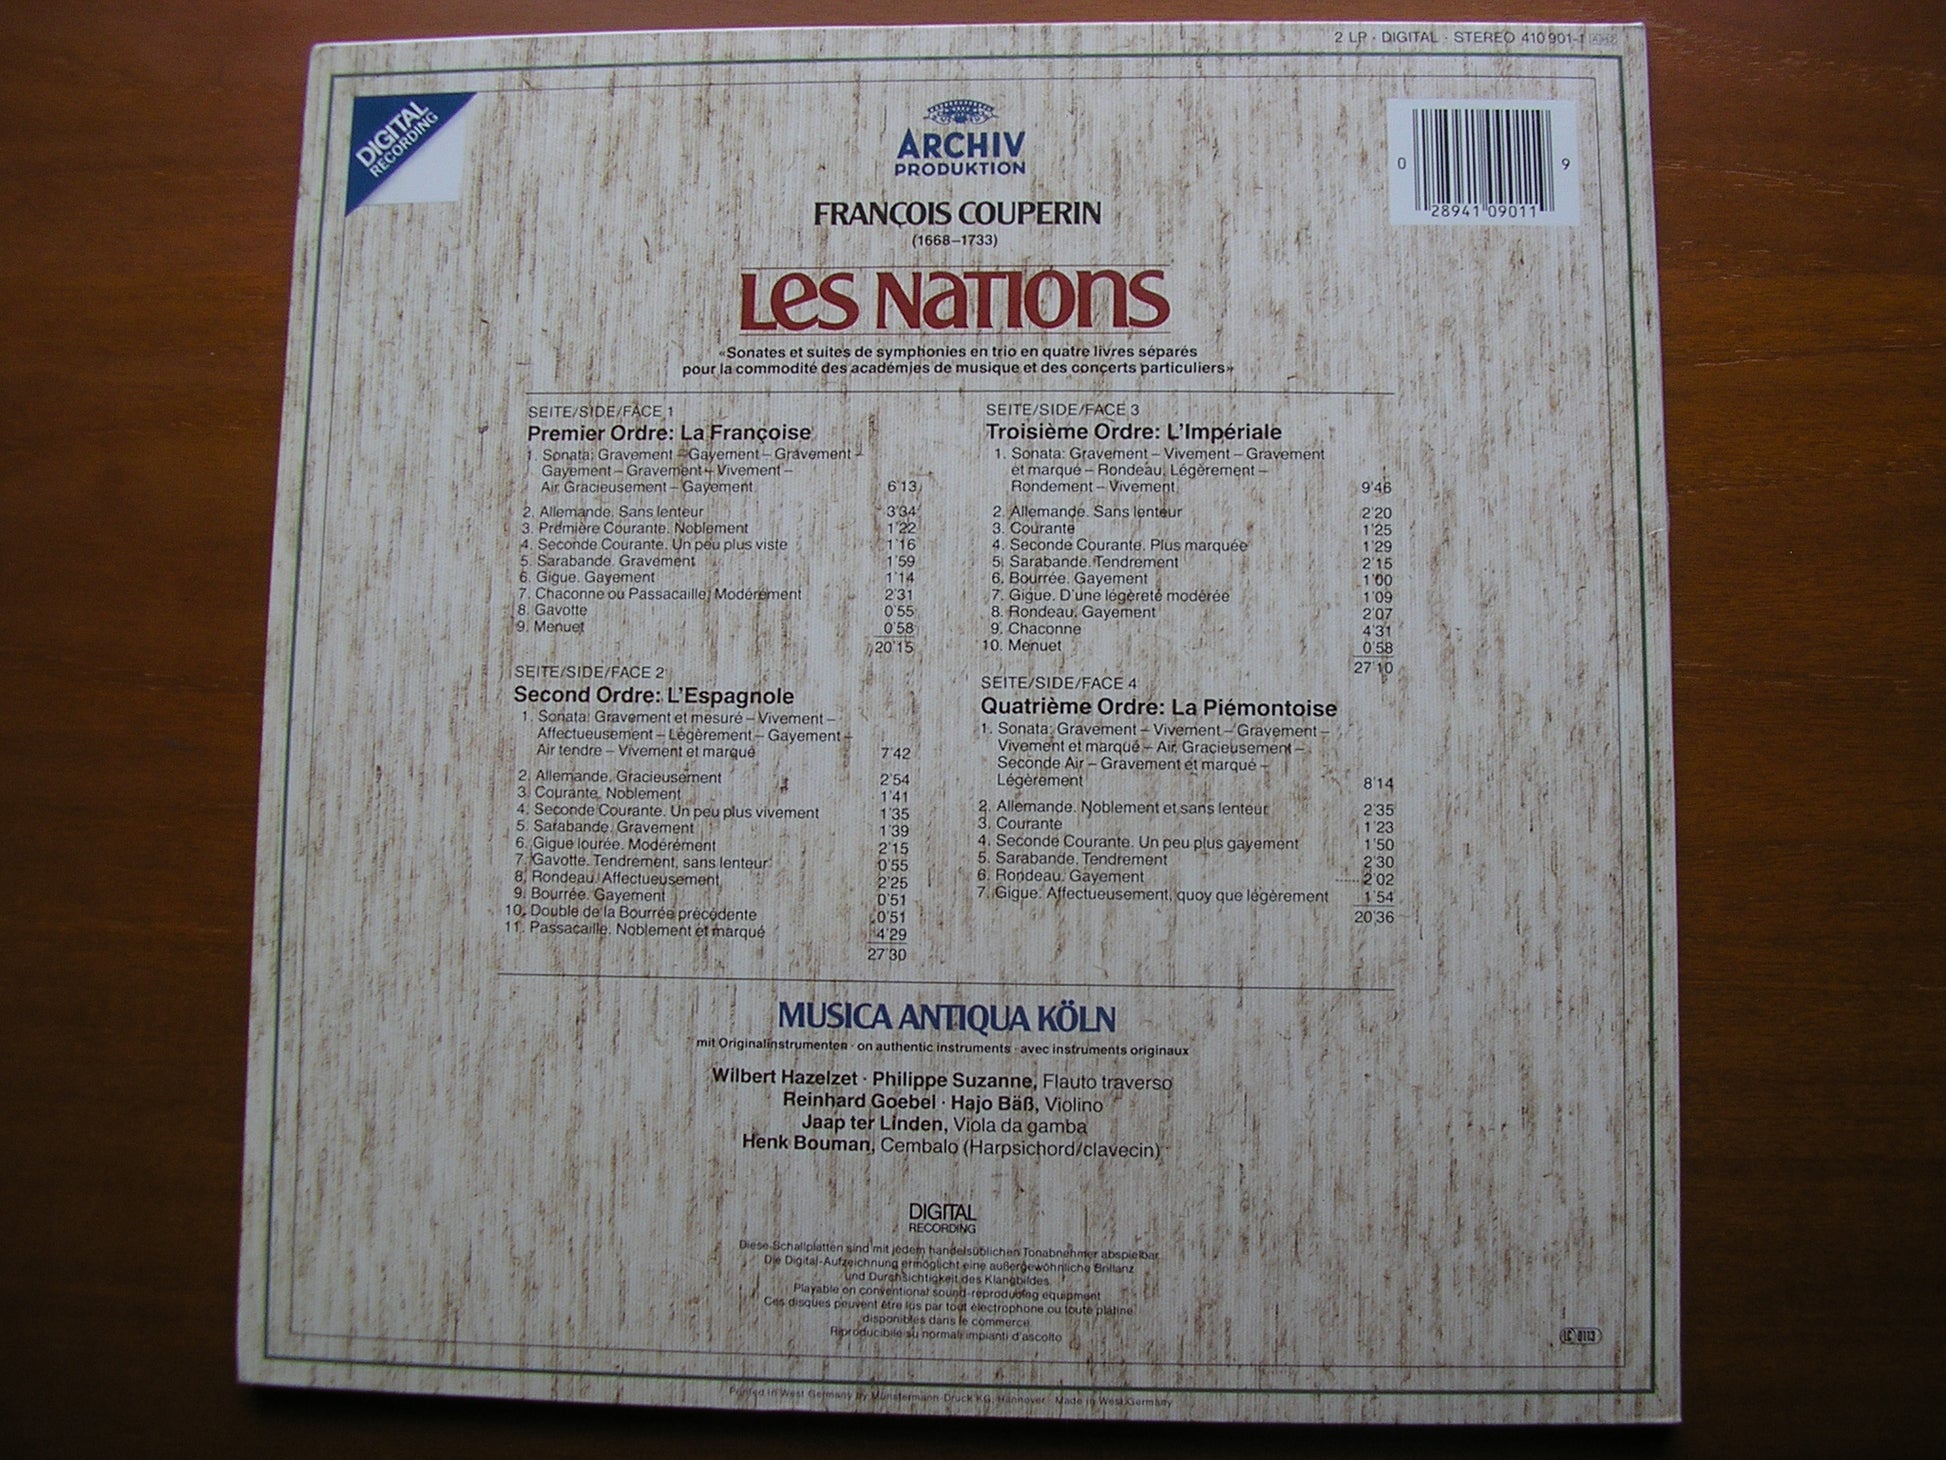 2 LP · DIGITAL · STEREO 410 901-1
DIGITAL
RECORDING
ARCHIV
PRODUKTION
0 28941 09011 9
FRANÇOIS COUPERIN
(1668–1733)
Les Nations
«Sonates et suites de symphonies en trio en quatre livres séparés
pour la commodité des académies de musique et des concerts particuliers»
SEITE/SIDE/FACE 1
Premier Ordre: La Françoise
1. Sonata: Gravement – Gayement – Gravement –
Gayement – Gravement – Vivement –
Air. Gracieusement – Gayement 6'13
2. Allemande. Sans lenteur 3'34
3. Première Courante. Noblement 1'22
4. Seconde Courante. Un peu plus viste 1'16
5. Sarabande. Gravement 1'59
6. Gigue. Gayement 1'14
7. Chaconne ou Passacaille. Modérément 2'31
8. Gavotte 0'55
9. Menuet 0'58
20'15
SEITE/SIDE/FACE 2
Second Ordre: L'Espagnole
1. Sonata: Gravement et mesuré – Vivement –
Affectueusement – Légèrement – Gayement –
Air tendre – Vivement et marqué 7'42
2. Allemande. Gracieusement 2'54
3. Courante. Noblement 1'41
4. Seconde Courante. Un peu plus vivement 1'35
5. Sarabande. Gravement 1'39
6. Gigue lourée. Modérément 2'15
7. Gavotte. Tendrement, sans lenteur 0'55
8. Rondeau. Affectueusement 2'25
9. Bourrée. Gayement 0'51
10. Double de la Bourrée précédente 0'51
11. Passacaille. Noblement et marqué 4'29
27'30
SEITE/SIDE/FACE 3
Troisième Ordre: L'Impériale
1. Sonata: Gravement – Vivement – Gravement
et marqué – Rondeau. Légèrement –
Rondement – Vivement 9'46
2. Allemande. Sans lenteur 2'20
3. Courante 1'25
4. Seconde Courante. Plus marquée 1'29
5. Sarabande. Tendrement 2'15
6. Bourrée. Gayement 1'00
7. Gigue. D'une légèreté modérée 1'09
8. Rondeau. Gayement 2'07
9. Chaconne 4'31
10. Menuet 0'58
27'10
SEITE/SIDE/FACE 4
Quatrième Ordre: La Piémontoise
1. Sonata: Gravement – Vivement – Gravement –
Vivement et marqué – Air. Gracieusement –
Seconde Air – Gravement et marqué –
Légèrement 8'14
2. Allemande. Noblement et sans lenteur 2'35
3. Courante 1'23
4. Seconde Courante. Un peu plus gayement 1'50
5. Sarabande. Tendrement 2'30
6. Rondeau. Gayement 2'02
7. Gigue. Affectueusement, quoy que légèrement 1'54
20'36
MUSICA ANTIQUA KÖLN
mit Originalinstrumenten · on authentic instruments · avec instruments originaux
Wilbert Hazelzet · Philippe Suzanne, Flauto traverso
Reinhard Goebel · Hajo Bäß, Violino
Jaap ter Linden, Viola da gamba
Henk Bouman, Cembalo (Harpsichord/clavecin)
DIGITAL
RECORDING
Diese Schallplatten sind mit jedem handelsüblichen Tonabnehmer abspielbar.
Die Digital-Aufzeichnung ermöglicht eine außergewöhnliche Brillanz
und Durchsichtigkeit des Klangbildes.
Playable on conventional sound-reproducing equipment
Ces disques peuvent être lus par tout électrophone ou toute platine
disponibles dans le commerce.
Riproducibile su normali impianti d'ascolto
LC 0113
Printed in West Germany by Münstermann-Druck KG, Hannover · Made in West Germany